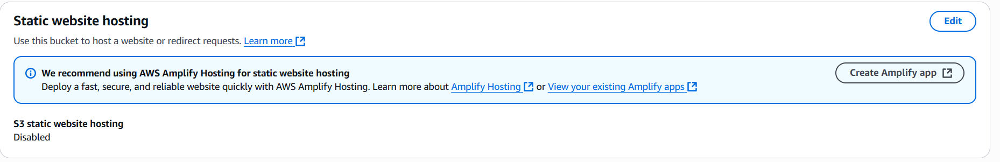 Static website hosting
Edit
Use this bucket to host a website or redirect requests. Learn more
We recommend using AWS Amplify Hosting for static website hosting
Create Amplify app
Deploy a fast, secure, and reliable website quickly with AWS Amplify Hosting. Learn more about Amplify Hosting or View your existing Amplify apps
S3 static website hosting
Disabled